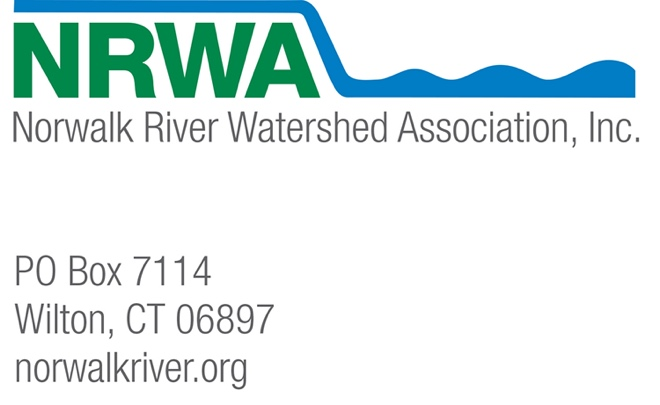 NRWA
Norwalk River Watershed Association, Inc.
PO Box 7114
Wilton, CT 06897
norwalkriver.org